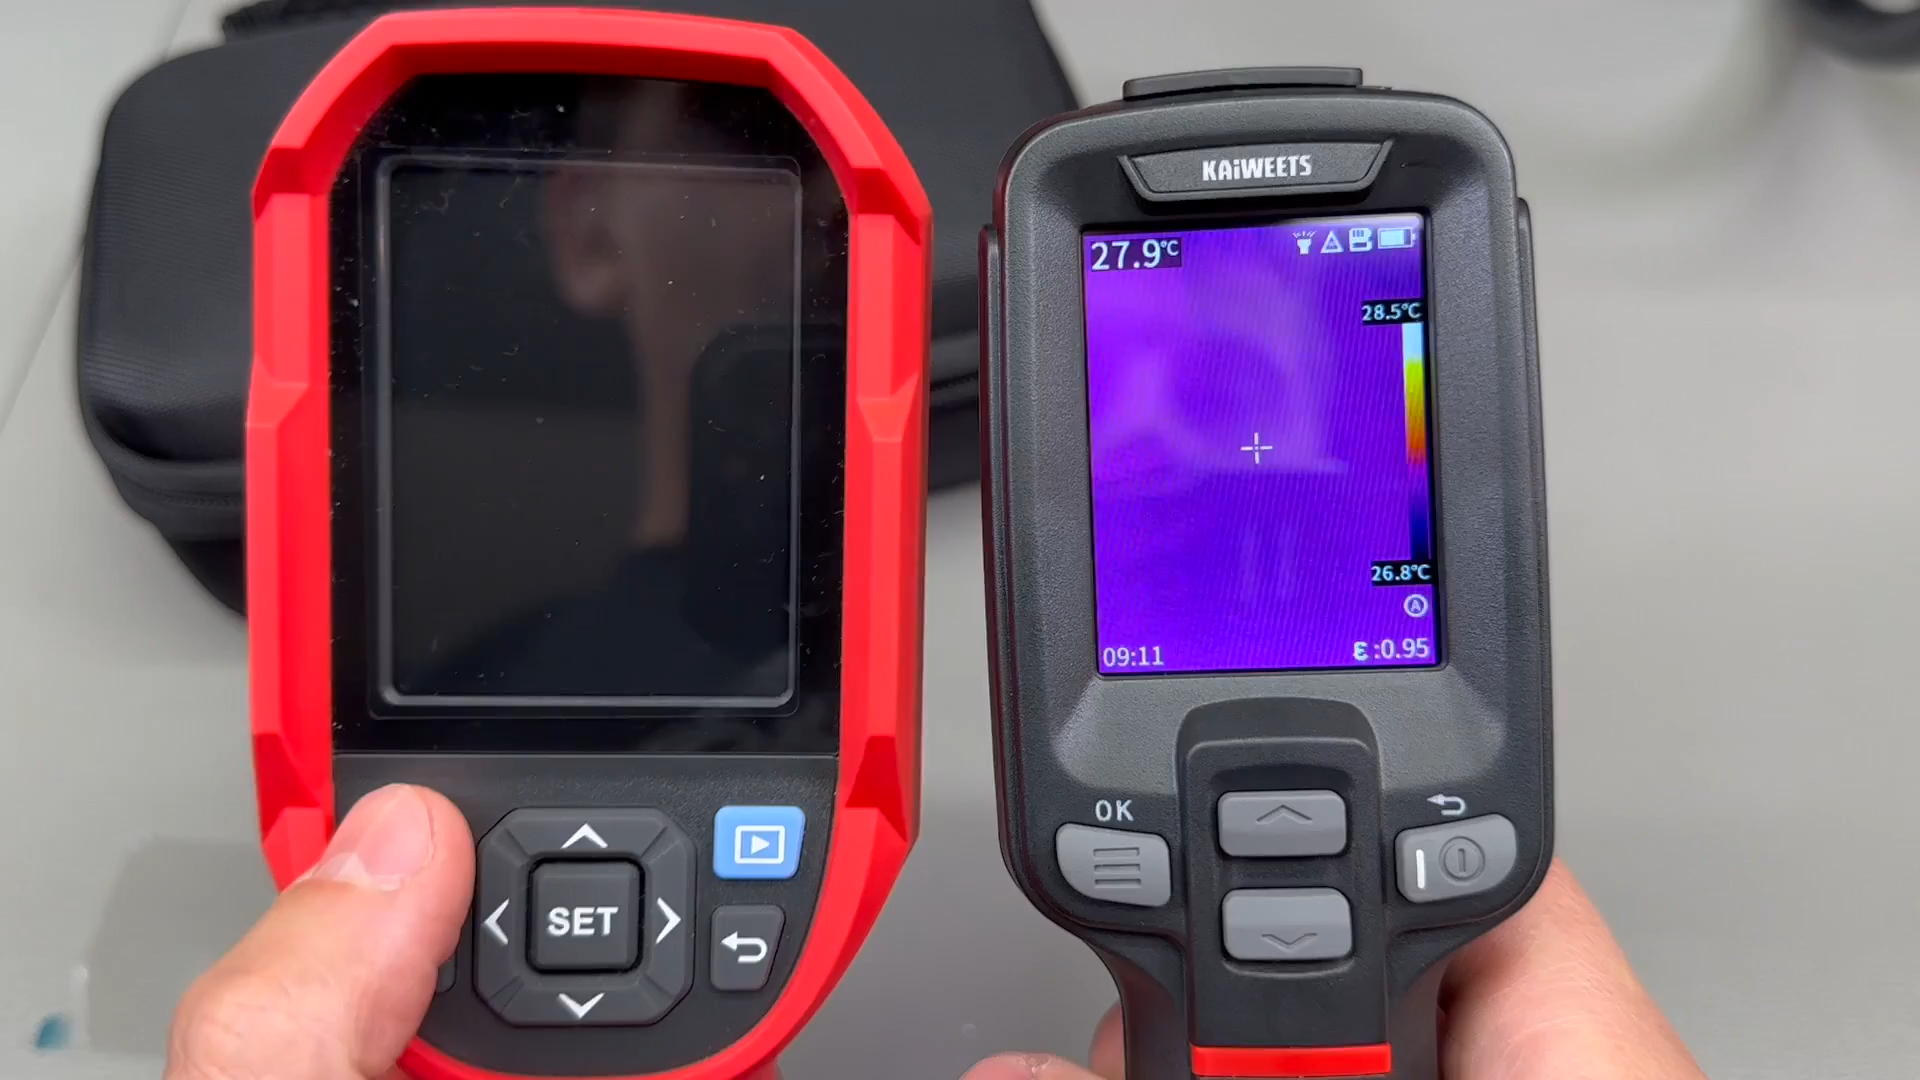 KAiWEETS
27.9°C
28.5°C
26.8°C
A
09:11
ε :0.95
SET
OK